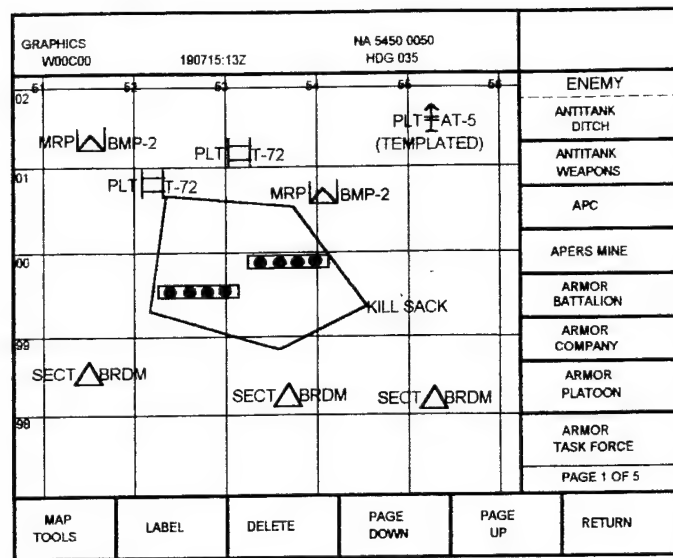 GRAPHICS
NA 5450 0050
W00C00
180715:13Z
HDG 035
51
52
53
54
55
56
02
01
00
99
98
MRP BMP-2
PLT T-72
PLT AT-5
(TEMPLATED)
PLT T-72
MRP BMP-2
KILL SACK
SECT BRDM
SECT BRDM
SECT BRDM
ENEMY
ANTITANK
DITCH
ANTITANK
WEAPONS
APC
APERS MINE
ARMOR
BATTALION
ARMOR
COMPANY
ARMOR
PLATOON
ARMOR
TASK FORCE
PAGE 1 OF 5
MAP
TOOLS
LABEL
DELETE
PAGE
DOWN
PAGE
UP
RETURN